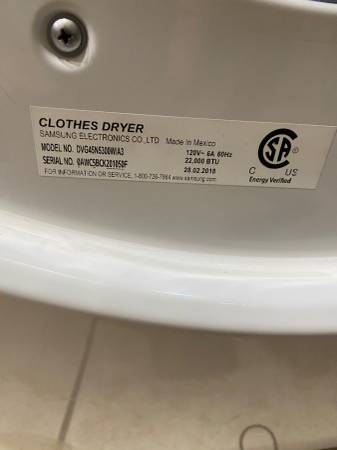 CLOTHES DRYER
SAMSUNG ELECTRONICS CO.,LTD Made in Mexico
MODEL NO. DVG45N5300W/A3 120V~ 6A 60Hz
SERIAL NO. 0AWC5BCK201050F 22,000 BTU
28.02.2018
FOR INFORMATION OR SERVICE, 1-800-726-7864 www.samsung.com
CSA ®
C US
Energy Verified